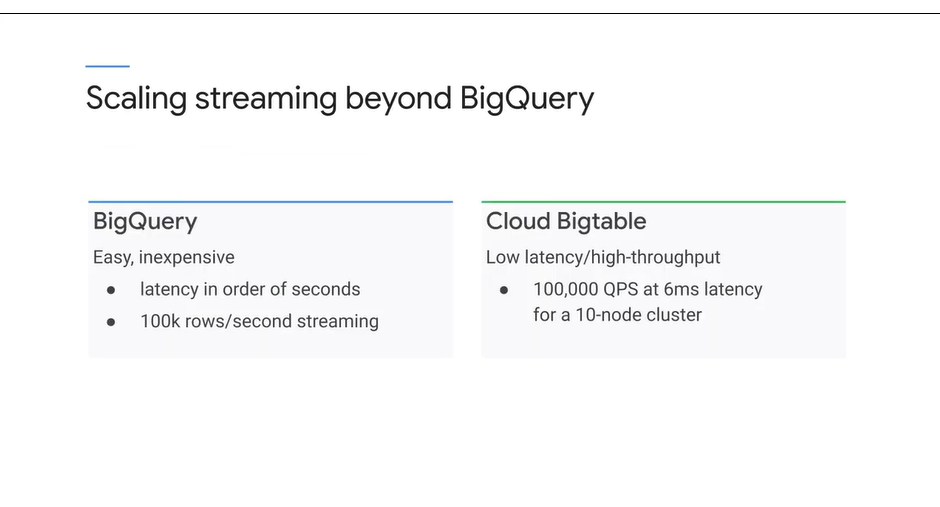 Scaling streaming beyond BigQuery
BigQuery
Easy, inexpensive
● latency in order of seconds
● 100k rows/second streaming
Cloud Bigtable
Low latency/high-throughput
● 100,000 QPS at 6ms latency
for a 10-node cluster